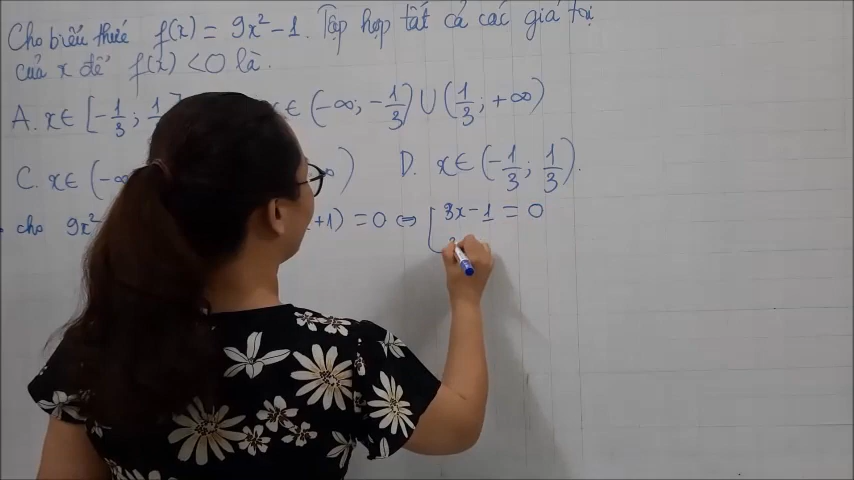 Cho biểu thức f(x) = 9x² - 1. Tập hợp tất cả các giá trị
của x để f(x) < 0 là.
A. x ∈ [-1/3 ; 1 ∈ (-∞; -1/3) ∪ (1/3 ; +∞)
C. x ∈ (-∞ ∞) D. x ∈ (-1/3 ; 1/3).
cho 9x² +1) = 0 ⇔ [ 3x - 1 = 0